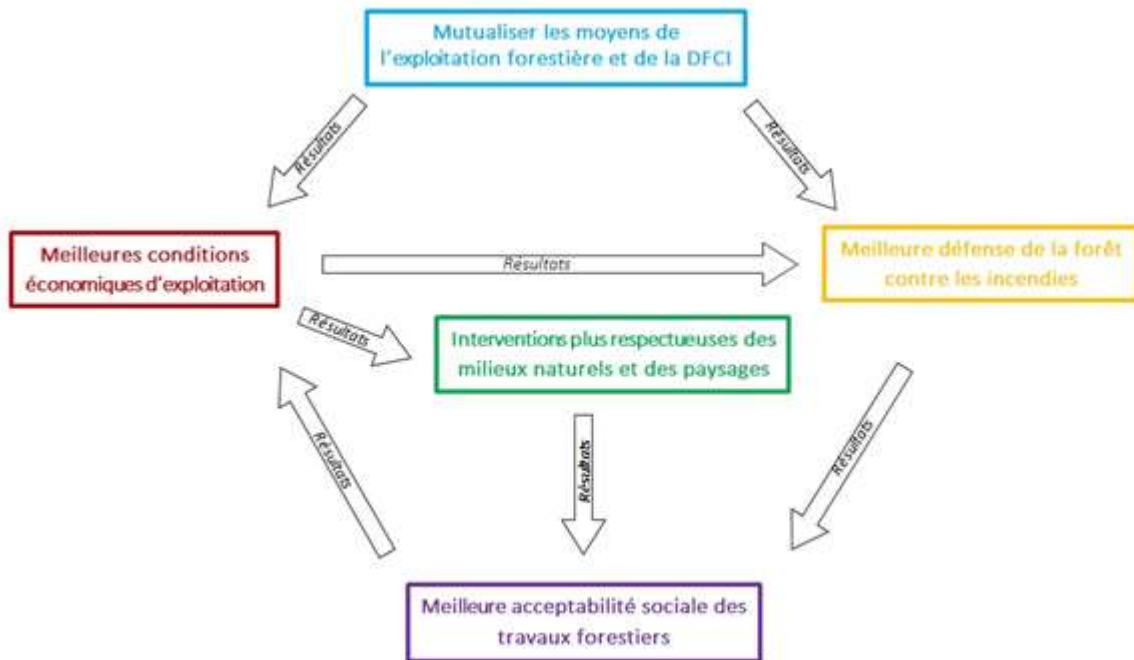 Mutualiser les moyens de
l'exploitation forestière et de la DFCI
Résultats
Résultats
Meilleures conditions
économiques d'exploitation
Résultats
Meilleure défense de la forêt
contre les incendies
Résultats
Interventions plus respectueuses des
milieux naturels et des paysages
Résultats
Résultats
Résultats
Meilleure acceptabilité sociale des
travaux forestiers